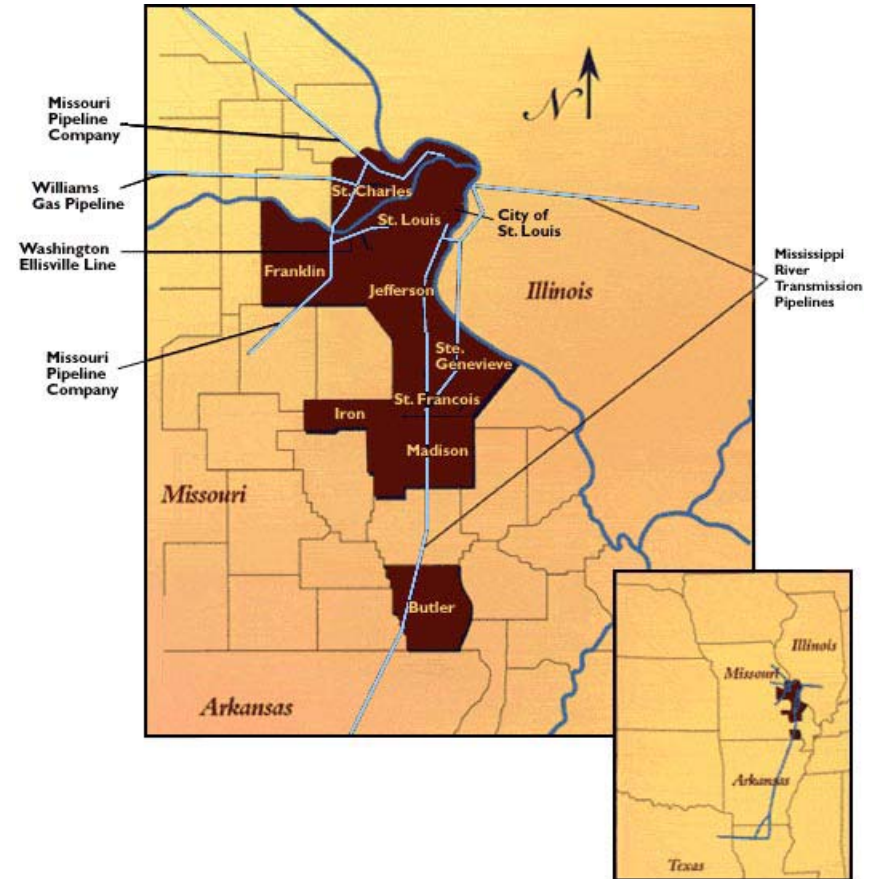 N
Missouri
Pipeline
Company
Williams
Gas Pipeline
Washington
Ellisville Line
Missouri
Pipeline
Company
St. Charles
St. Louis
City of
St. Louis
Franklin
Jefferson
Illinois
Mississippi
River
Transmission
Pipelines
Ste.
Genevieve
St. Francois
Iron
Madison
Missouri
Butler
Arkansas
Illinois
Missouri
Arkansas
Texas